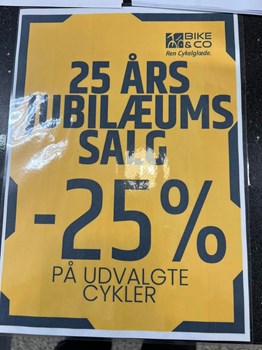 BIKE
&CO
Ren Cykelglæde.
25 ÅRS
JUBILÆUMS
SALG
-25%
PÅ UDVALGTE
CYKLER